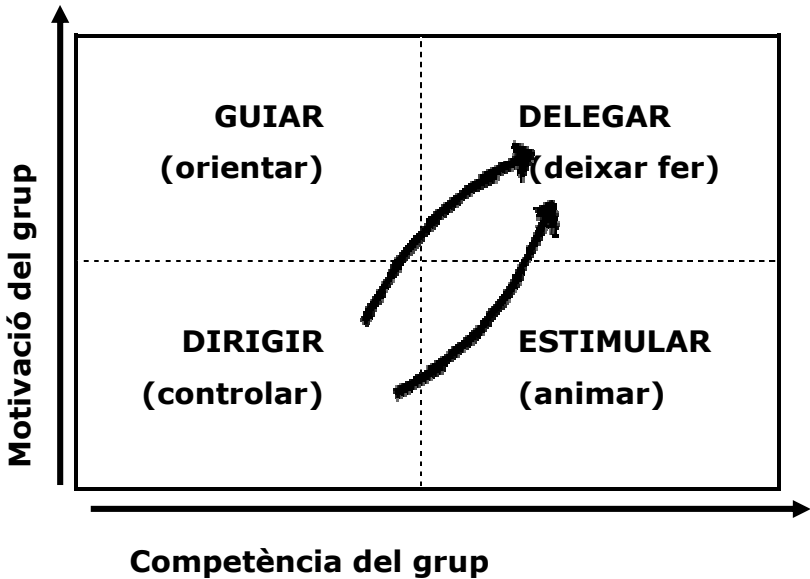 GUIAR
(orientar)
DELEGAR
(deixar fer)
DIRIGIR
(controlar)
ESTIMULAR
(animar)
Motivació del grup
Competència del grup